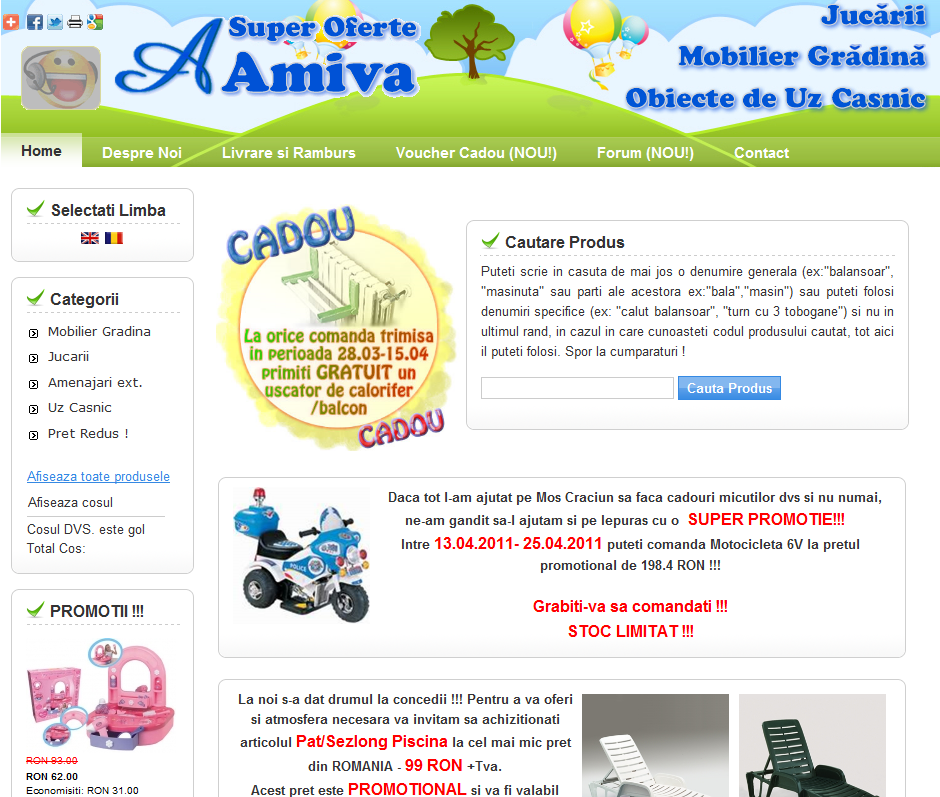 Super Oferte
Amiva
Jucării
Mobilier Grădină
Obiecte de Uz Casnic
Home
Despre Noi
Livrare si Ramburs
Voucher Cadou (NOU!)
Forum (NOU!)
Contact
Selectati Limba
Categorii
Mobilier Gradina
Jucarii
Amenajari ext.
Uz Casnic
Pret Redus !
Afiseaza toate produsele
Afiseaza cosul
Cosul DVS. este gol
Total Cos:
PROMOTII !!!
RON 93.00
RON 62.00
Economisiti: RON 31.00
CADOU
La orice comanda frimisa
in perioada 28.03-15.04
primiti GRATUIT un
uscator de calorifer
/balcon
CADOU
Cautare Produs
Puteti scrie in casuta de mai jos o denumire generala (ex:"balansoar",
"masinuta" sau parti ale acestora ex:"bala","masin") sau puteti folosi
denumiri specifice (ex: "calut balansoar", "turn cu 3 tobogane") si nu in
ultimul rand, in cazul in care cunoasteti codul produsului cautat, tot aici
il puteti folosi. Spor la cumparaturi !
Cauta Produs
POLICE
Daca tot l-am ajutat pe Mos Craciun sa faca cadouri micutilor dvs si nu numai,
ne-am gandit sa-l ajutam si pe Iepuras cu o SUPER PROMOTIE!!!
Intre 13.04.2011- 25.04.2011 puteti comanda Motocicleta 6V la pretul
promotional de 198.4 RON !!!
Grabiti-va sa comandati !!!
STOC LIMITAT !!!
La noi s-a dat drumul la concedii !!! Pentru a va oferi
si atmosfera necesara va invitam sa achizitionati
articolul Pat/Sezlong Piscina la cel mai mic pret
din ROMANIA - 99 RON +Tva.
Acest pret este PROMOTIONAL si va fi valabil